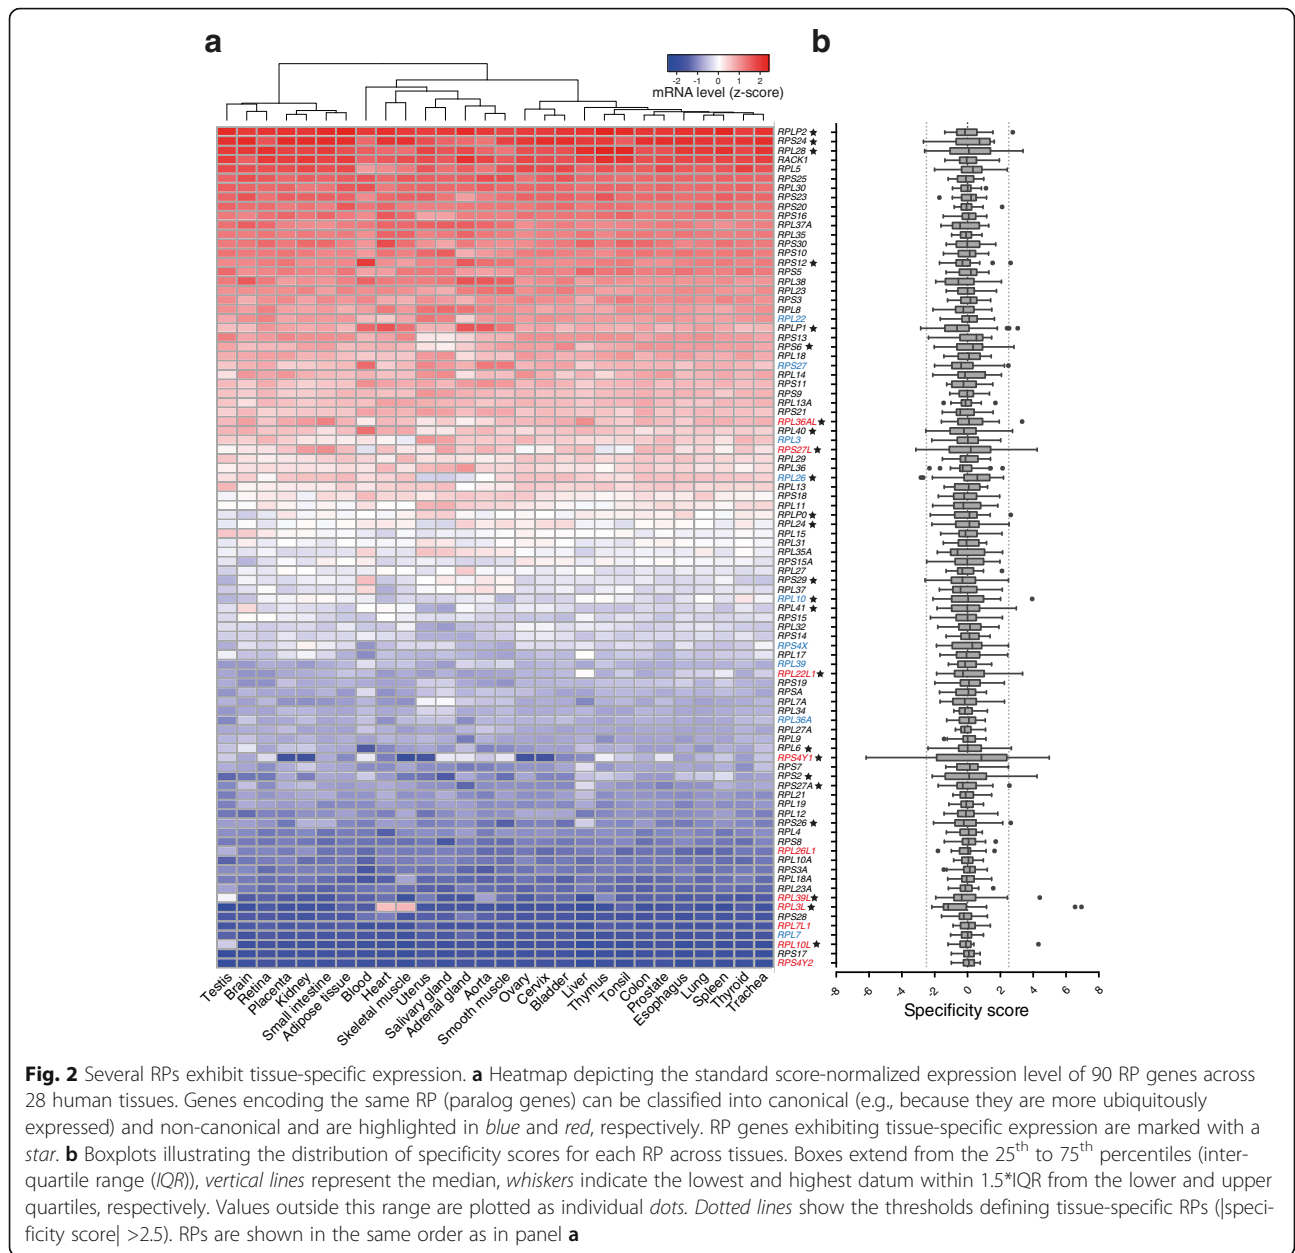 a
b
-2 -1 0 1 2
mRNA level (z-score)
RPLP2 ★
RPS24 ★
RPL28 ★
RACK1
RPL5
RPS25
RPL30
RPS23
RPS20
RPS16
RPL37A
RPL35
RPS30
RPS10
RPS12 ★
RPS5
RPL38
RPL23
RPS3
RPL8
RPL22
RPLP1 ★
RPS13
RPS6 ★
RPL18
RPS27
RPL14
RPS11
RPS9
RPL13A
RPS21
RPL36AL ★
RPL40 ★
RPL3
RPS27L ★
RPL29
RPL36
RPL26 ★
RPL13
RPS18
RPL11
RPLP0 ★
RPL24 ★
RPL15
RPL31
RPL35A
RPS15A
RPL27
RPS29 ★
RPL37
RPL10 ★
RPL41 ★
RPS15
RPL32
RPS14
RPS4X
RPL17
RPL39
RPL22L1 ★
RPS19
RPSA
RPL7A
RPL34
RPL36A
RPL27A
RPL9
RPL6 ★
RPS4Y1 ★
RPS7
RPS2 ★
RPS27A ★
RPL21
RPL19
RPL12
RPS26 ★
RPL4
RPS8
RPL26L1
RPL10A
RPS3A
RPL18A
RPL23A
RPL39L ★
RPL3L ★
RPS28
RPL7L1
RPL7
RPL10L ★
RPS17
RPS4Y2
Testis
Brain
Retina
Placenta
Kidney
Small intestine
Adipose tissue
Blood
Heart
Skeletal muscle
Uterus
Salivary gland
Adrenal gland
Aorta
Smooth muscle
Ovary
Cervix
Bladder
Liver
Thymus
Tonsil
Colon
Prostate
Esophagus
Lung
Spleen
Thyroid
Trachea
-8 -6 -4 -2 0 2 4 6 8
Specificity score
Fig. 2 Several RPs exhibit tissue-specific expression. a Heatmap depicting the standard score-normalized expression level of 90 RP genes across
28 human tissues. Genes encoding the same RP (paralog genes) can be classified into canonical (e.g., because they are more ubiquitously
expressed) and non-canonical and are highlighted in blue and red, respectively. RP genes exhibiting tissue-specific expression are marked with a
star. b Boxplots illustrating the distribution of specificity scores for each RP across tissues. Boxes extend from the 25th to 75th percentiles (inter-
quartile range (IQR)), vertical lines represent the median, whiskers indicate the lowest and highest datum within 1.5*IQR from the lower and upper
quartiles, respectively. Values outside this range are plotted as individual dots. Dotted lines show the thresholds defining tissue-specific RPs (|speci-
ficity score| >2.5). RPs are shown in the same order as in panel a